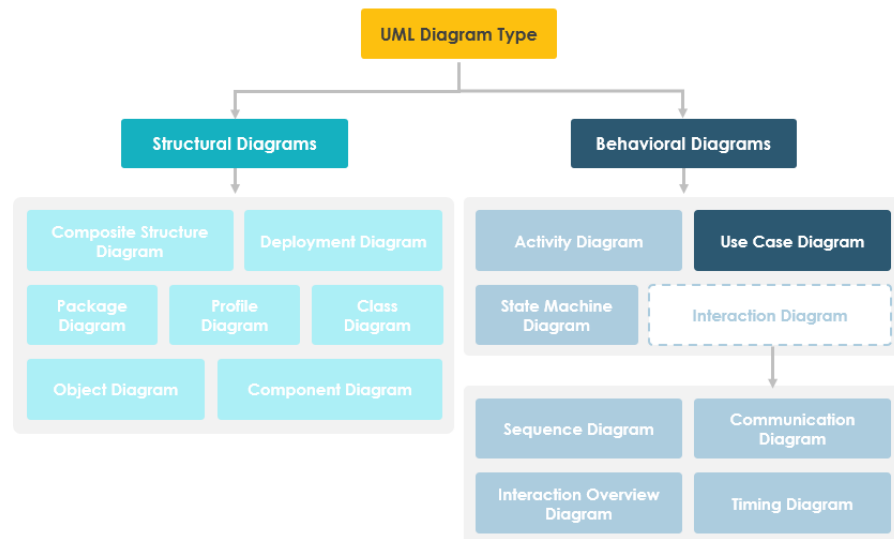 UML Diagram Type
Structural Diagrams
Behavioral Diagrams
Composite Structure
Diagram
Deployment Diagram
Package
Diagram
Profile
Diagram
Class
Diagram
Object Diagram
Component Diagram
Activity Diagram
Use Case Diagram
State Machine
Diagram
Interaction Diagram
Sequence Diagram
Communication
Diagram
Interaction Overview
Diagram
Timing Diagram